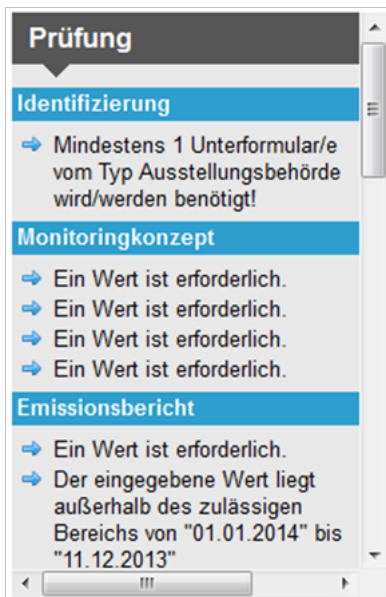 Prüfung
Identifizierung
Mindestens 1 Unterformular/e
vom Typ Ausstellungsbehörde
wird/werden benötigt!
Monitoringkonzept
Ein Wert ist erforderlich.
Ein Wert ist erforderlich.
Ein Wert ist erforderlich.
Ein Wert ist erforderlich.
Emissionsbericht
Ein Wert ist erforderlich.
Der eingegebene Wert liegt
außerhalb des zulässigen
Bereichs von "01.01.2014" bis
"11.12.2013"